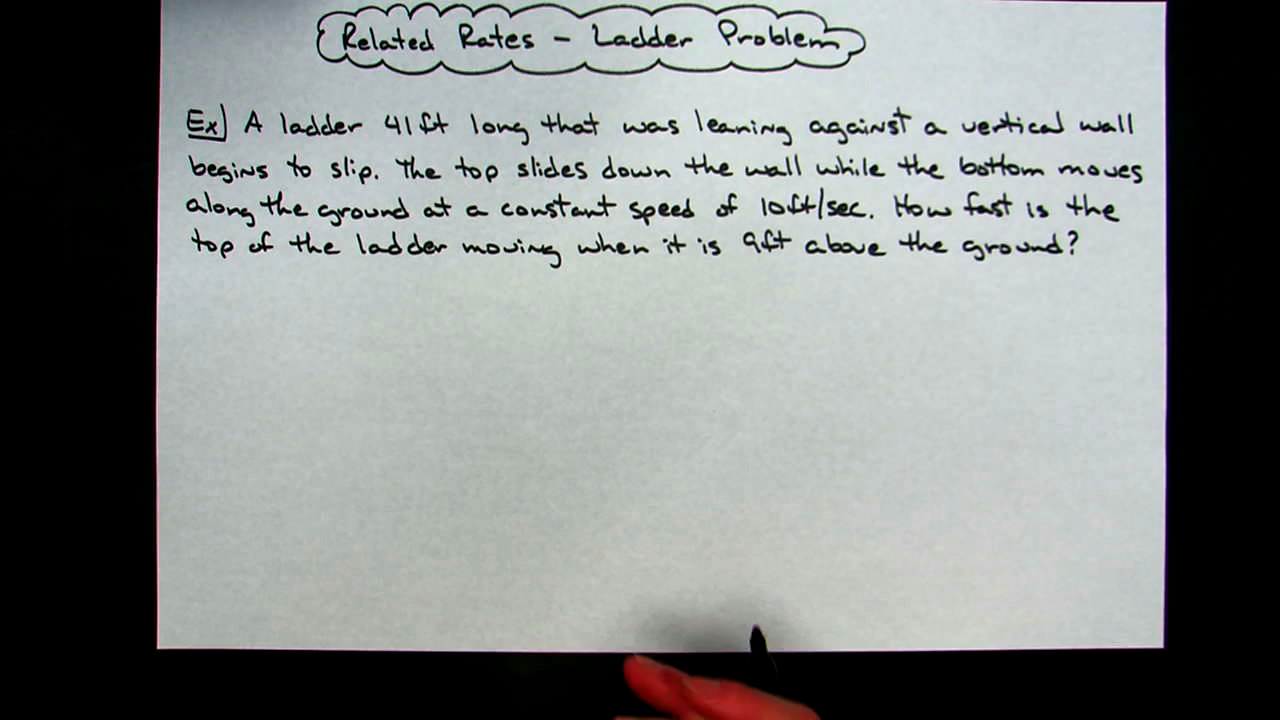 Related Rates - Ladder Problem
Ex) A ladder 41ft long that was leaning against a vertical wall
begins to slip. The top slides down the wall while the bottom moves
along the ground at a constant speed of 10ft/sec. How fast is the
top of the ladder moving when it is 9ft above the ground?